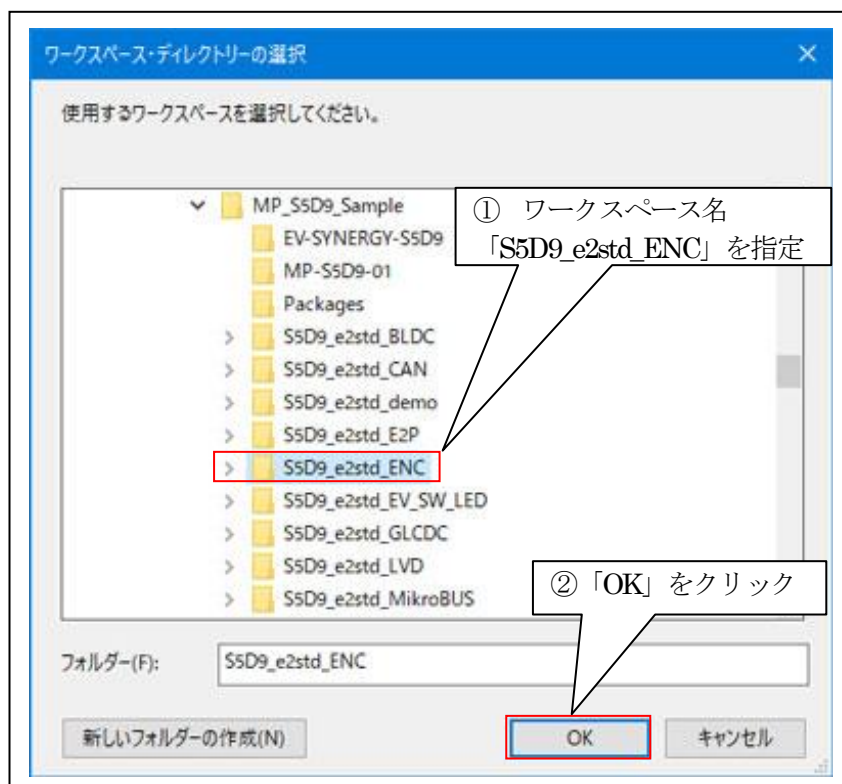 ワークスペース・ディレクトリーの選択
使用するワークスペースを選択してください。
MP_S5D9_Sample
EV-SYNERGY-S5D9
MP-S5D9-01
Packages
S5D9_e2std_BLDC
S5D9_e2std_CAN
S5D9_e2std_demo
S5D9_e2std_E2P
S5D9_e2std_ENC
S5D9_e2std_EV_SW_LED
S5D9_e2std_GLCDC
S5D9_e2std_LVD
S5D9_e2std_MikroBUS
① ワークスペース名
「S5D9_e2std_ENC」を指定
②「OK」をクリック
フォルダー(F): S5D9_e2std_ENC
新しいフォルダーの作成(N) OK キャンセル